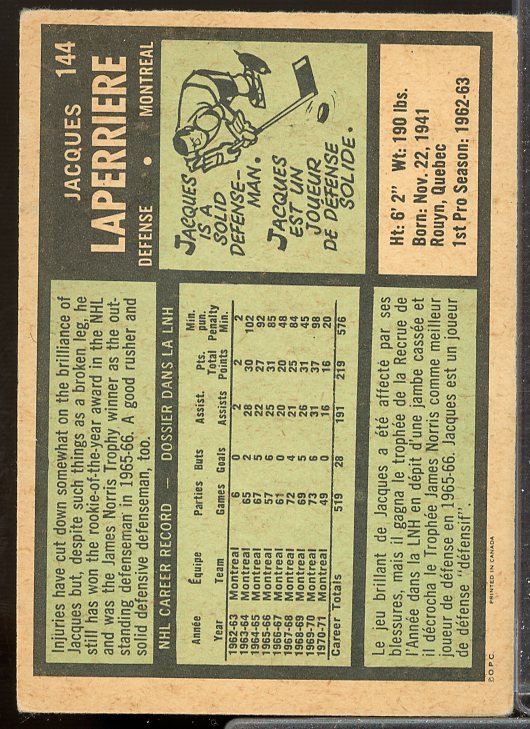 144
JACQUES
LAPERRIERE
DEFENSE • MONTREAL
JACQUES
IS A
SOLID
DEFENSE-
MAN.
JACQUES
EST UN
JOUEUR
DE DEFENSE
SOLIDE.
Ht: 6' 2" Wt: 190 lbs.
Born: Nov. 22, 1941
Rouyn, Quebec
1st Pro Season: 1962-63
Injuries have cut down somewhat on the brilliance of
Jacques but, despite such things as a broken leg, he
still has won the rookie-of-the-year award in the NHL
and was the James Norris Trophy winner as the out-
standing defenseman in 1965-66. A good rusher and
solid defensive defenseman, too.
NHL CAREER RECORD — DOSSIER DANS LA LNH
Année Équipe Parties Buts Assist. Pts. Total Min. pun.
Year Team Games Goals Assist. Points Penalty Min.
1962-63 Montreal 6 0 2 2 2
1963-64 Montreal 65 2 28 30 102
1964-65 Montreal 67 5 22 27 92
1965-66 Montreal 57 6 25 31 85
1966-67 Montreal 61 0 20 20 48
1967-68 Montreal 72 4 21 25 84
1968-69 Montreal 69 5 26 31 45
1969-70 Montreal 73 6 31 37 98
1970-71 Montreal 49 0 16 16 20
Career Totals 519 28 191 219 576
Le jeu brillant de Jacques a été affecté par ses
blessures, mais il gagna le trophée de la Recrue de
l'Année dans la LNH en dépit d'une jambe cassée et
il décrocha le Trophée James Norris comme meilleur
joueur de défense en 1965-66. Jacques est un joueur
de défense "défensif".
© O.P.C. PRINTED IN CANADA